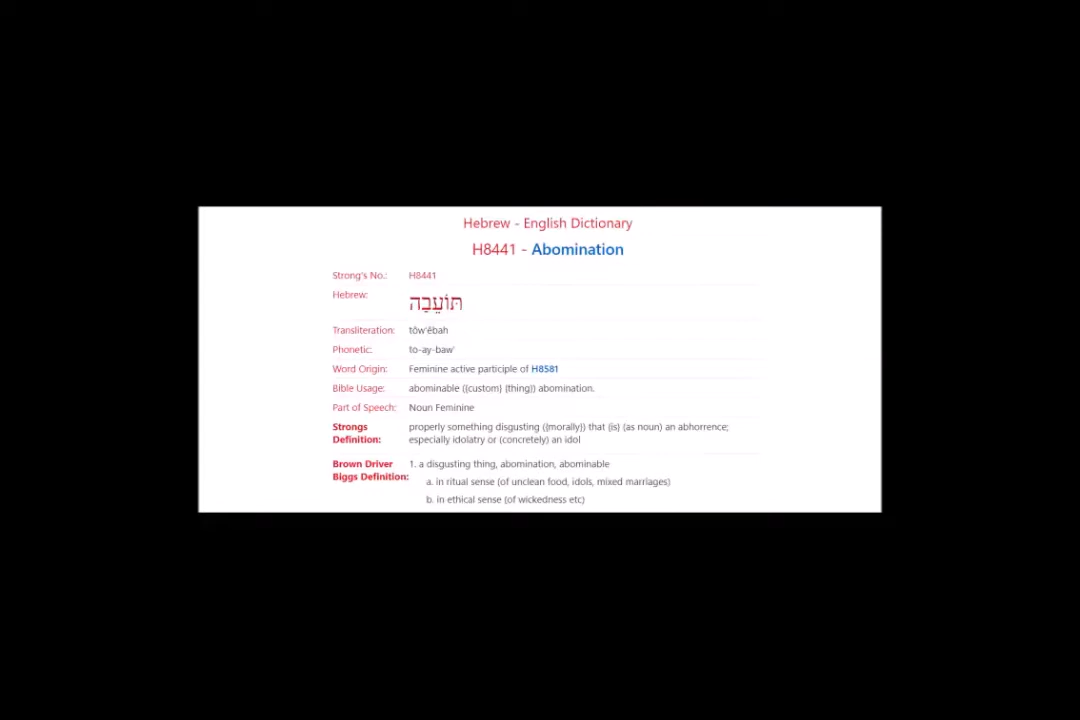 Hebrew - English Dictionary
H8441 - Abomination
Strong's No.: H8441
Hebrew: תּוֹעֵבַה
Transliteration: tôw'êbah
Phonetic: to-ay-baw'
Word Origin: Feminine active participle of H8581
Bible Usage: abominable ((custom) {thing}) abomination.
Part of Speech: Noun Feminine
Strongs Definition: properly something disgusting ({morally}) that {is} (as noun) an abhorrence;
especially idolatry or (concretely) an idol
Brown Driver Biggs Definition: 1. a disgusting thing, abomination, abominable
a. in ritual sense (of unclean food, idols, mixed marriages)
b. in ethical sense (of wickedness etc)